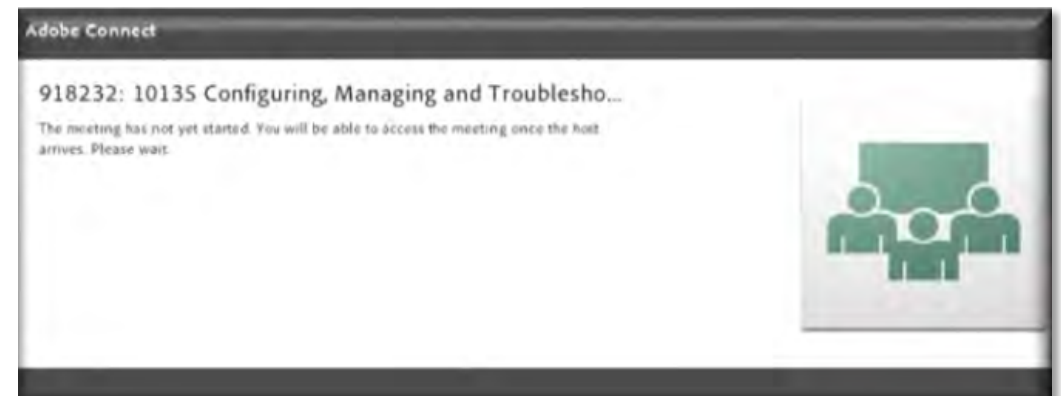 Adobe Connect
918232: 10135 Configuring, Managing and Troublesho...
The meeting has not yet started. You will be able to access the meeting once the host
arrives. Please wait.